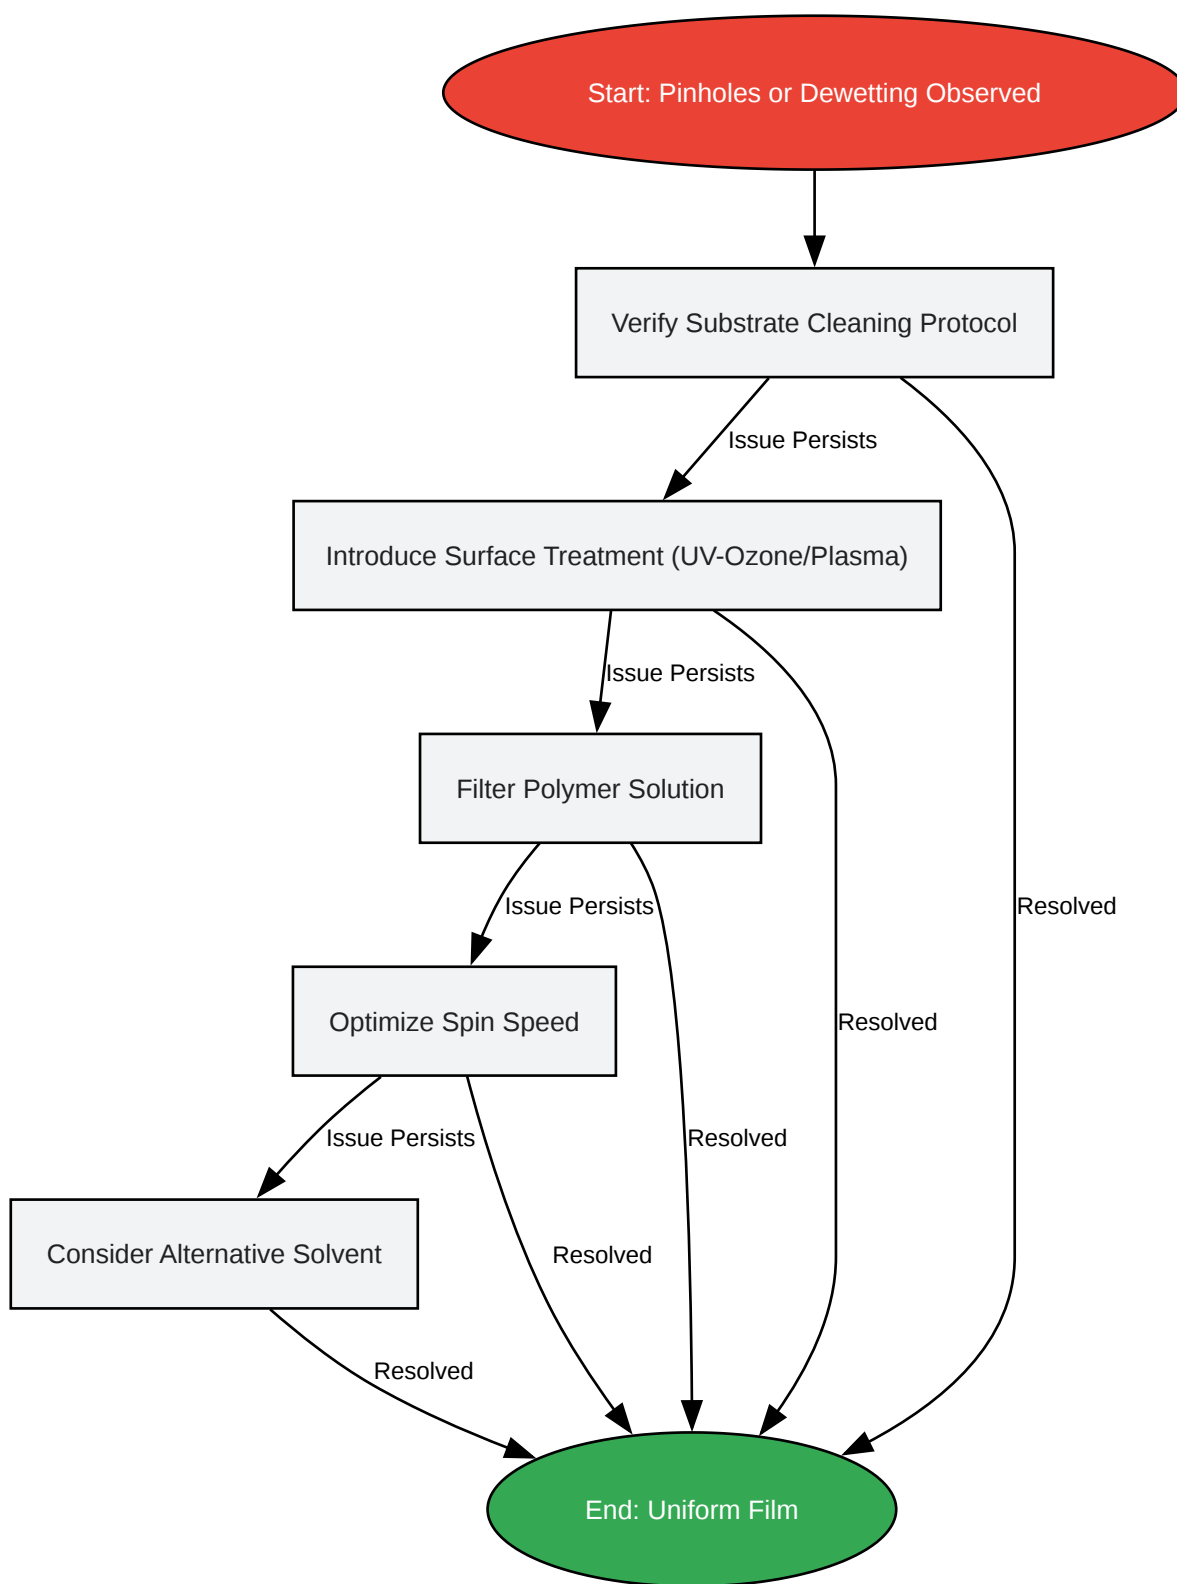 Start: Pinholes or Dewetting Observed
Verify Substrate Cleaning Protocol
Issue Persists
Introduce Surface Treatment (UV-Ozone/Plasma)
Issue Persists
Filter Polymer Solution
Issue Persists
Resolved
Optimize Spin Speed
Resolved
Issue Persists
Resolved
Consider Alternative Solvent
Resolved
Resolved
End: Uniform Film